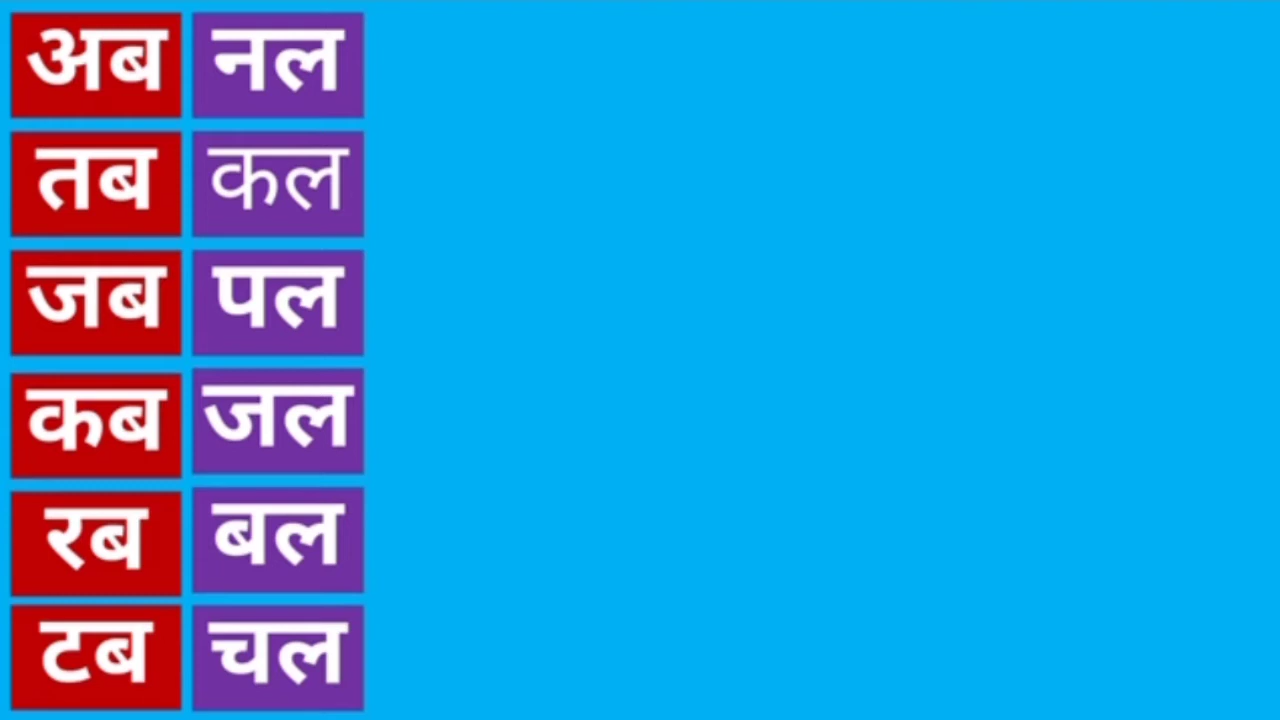 अब नल
तब कल
जब पल
कब जल
रब बल
टब चल